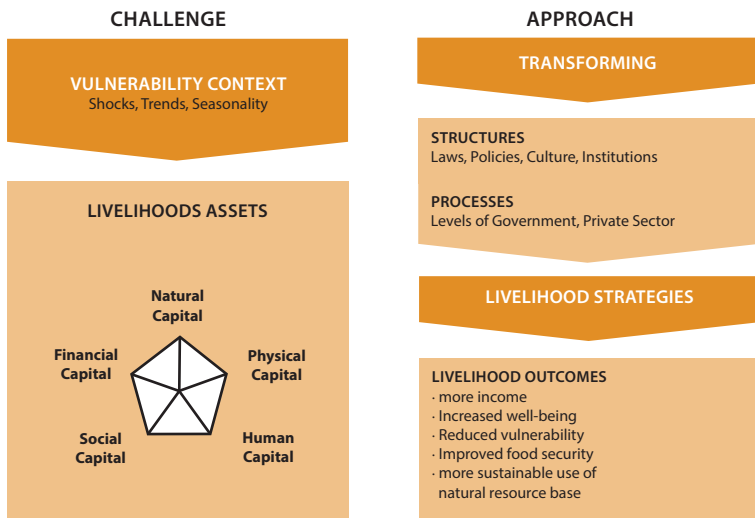 CHALLENGE
VULNERABILITY CONTEXT
Shocks, Trends, Seasonality
LIVELIHOODS ASSETS
Natural
Capital
Financial
Capital
Physical
Capital
Social
Capital
Human
Capital
APPROACH
TRANSFORMING
STRUCTURES
Laws, Policies, Culture, Institutions
PROCESSES
Levels of Government, Private Sector
LIVELIHOOD STRATEGIES
LIVELIHOOD OUTCOMES
· more income
· Increased well-being
· Reduced vulnerability
· Improved food security
· more sustainable use of
natural resource base